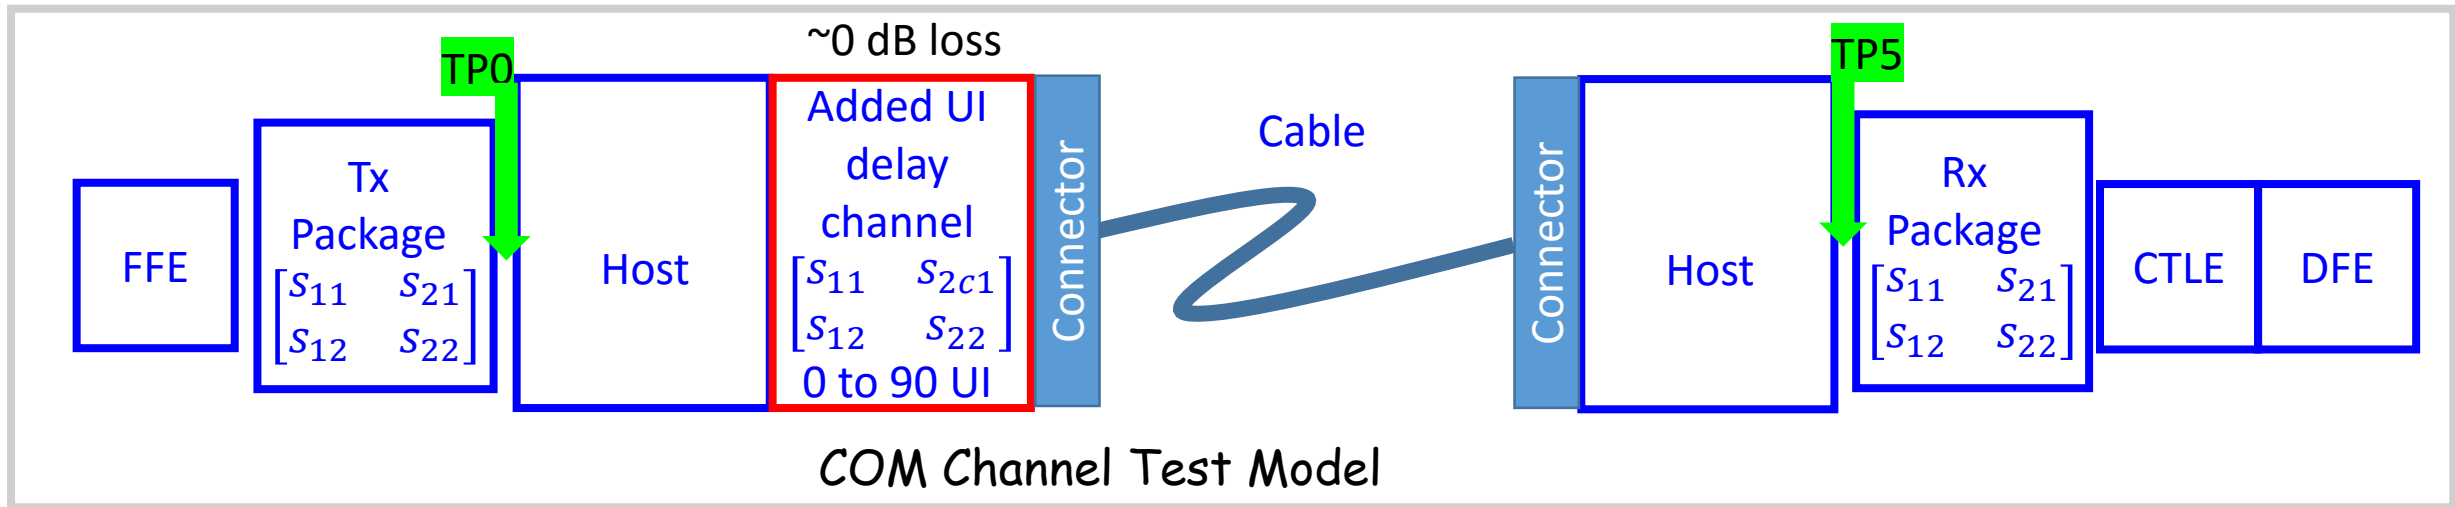 ~0 dB loss
TP0
TP5
FFE
Tx
Package
[S11 S21]
[S12 S22]
Host
Added UI
delay
channel
[S11 S2c1]
[S12 S22]
0 to 90 UI
Connector
Cable
Connector
Host
Rx
Package
[S11 S21]
[S12 S22]
CTLE
DFE
COM Channel Test Model